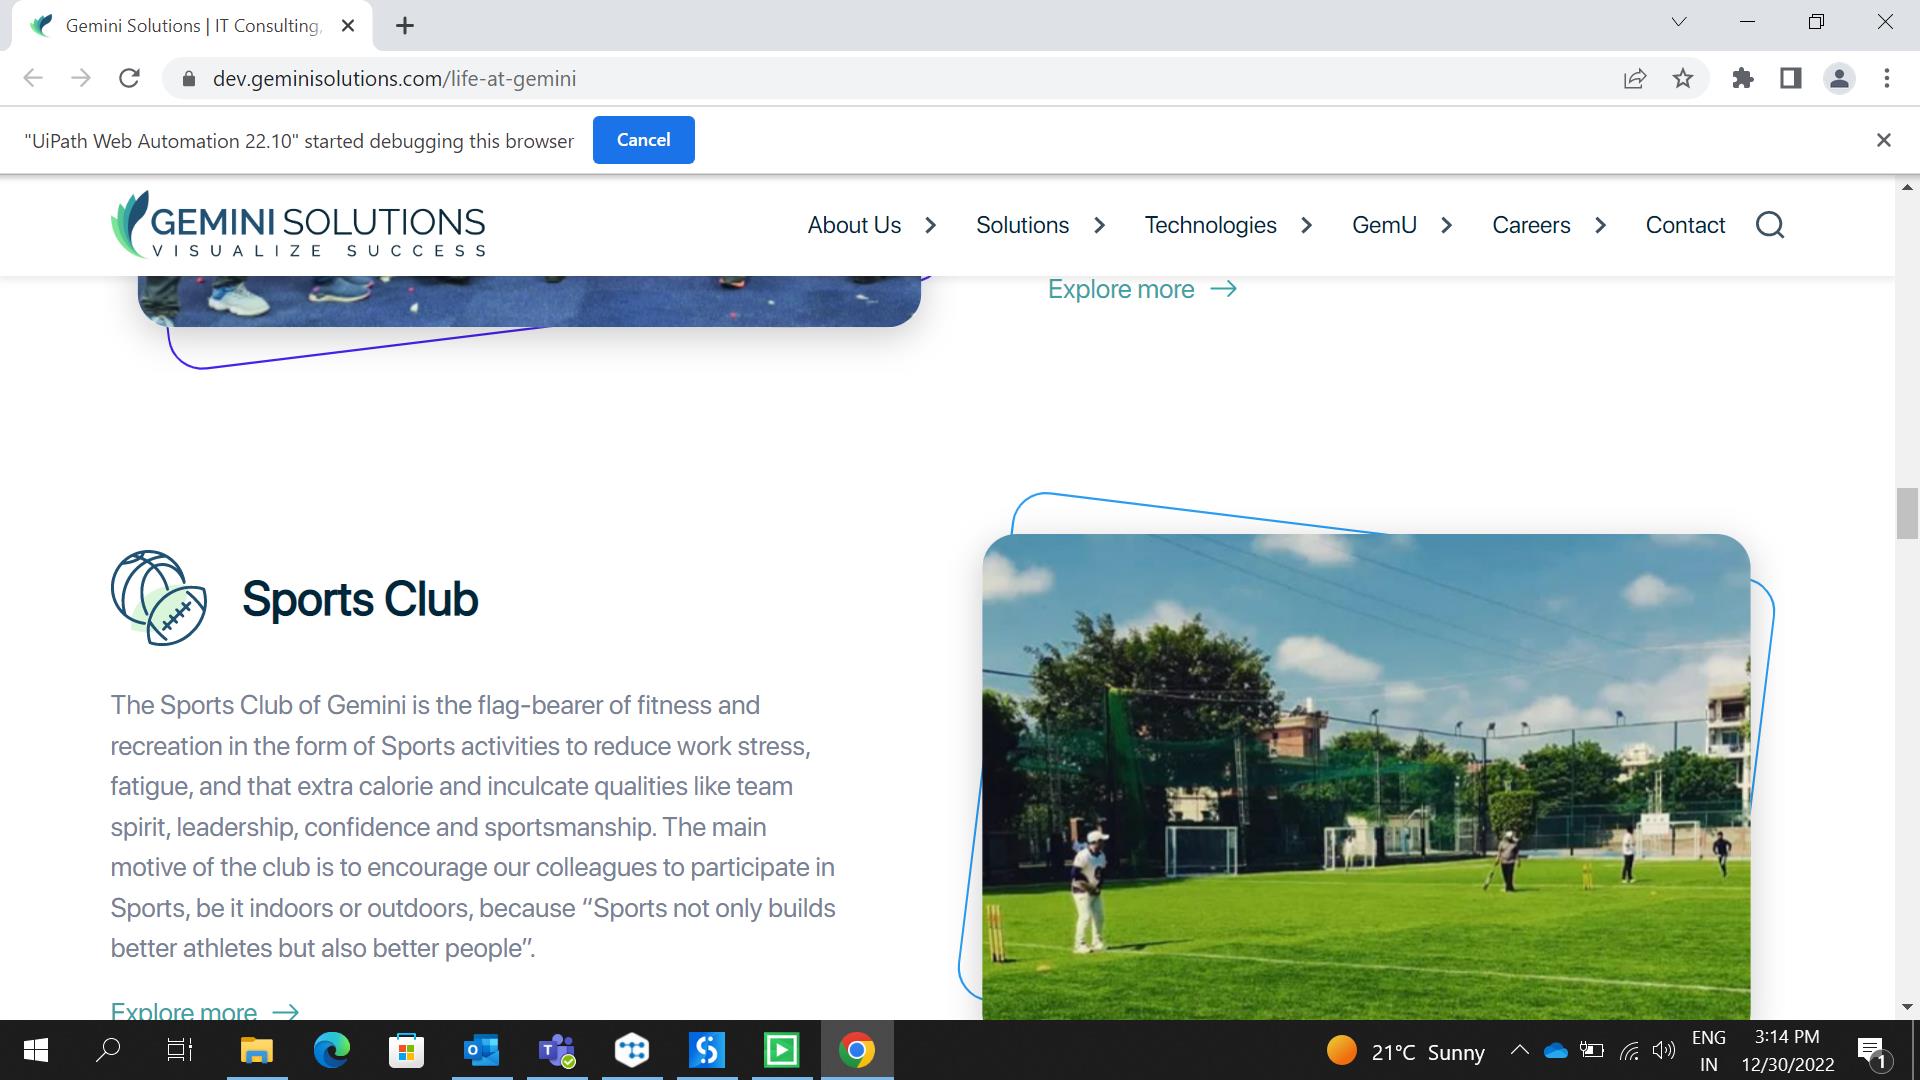 Gemini Solutions | IT Consulting,
dev.geminisolutions.com/life-at-gemini
"UiPath Web Automation 22.10" started debugging this browser
Cancel
GEMINI SOLUTIONS
VISUALIZE SUCCESS
About Us
Solutions
Technologies
GemU
Careers
Contact
Explore more
Sports Club
The Sports Club of Gemini is the flag-bearer of fitness and
recreation in the form of Sports activities to reduce work stress,
fatigue, and that extra calorie and inculcate qualities like team
spirit, leadership, confidence and sportsmanship. The main
motive of the club is to encourage our colleagues to participate in
Sports, be it indoors or outdoors, because “Sports not only builds
better athletes but also better people”.
Explore more
21°C Sunny
ENG
IN
3:14 PM
12/30/2022
1